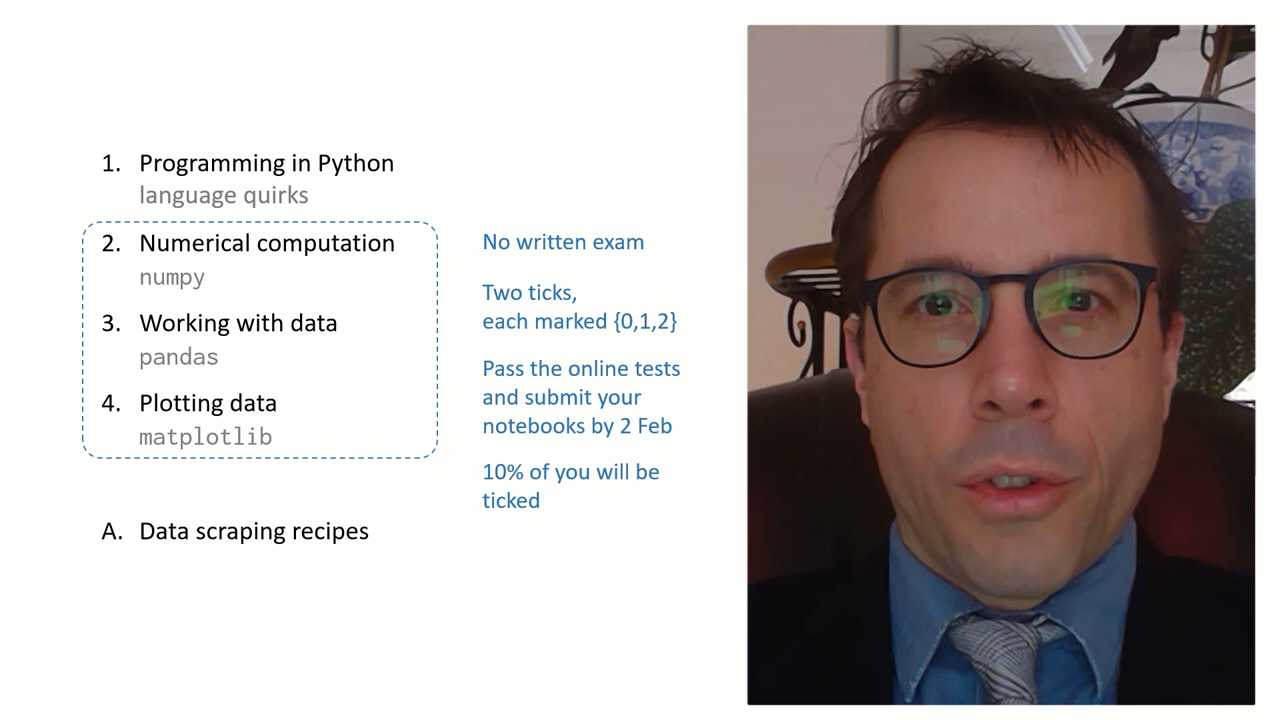 1. Programming in Python
language quirks
2. Numerical computation
numpy
3. Working with data
pandas
4. Plotting data
matplotlib
A. Data scraping recipes
No written exam
Two ticks,
each marked {0,1,2}
Pass the online tests
and submit your
notebooks by 2 Feb
10% of you will be
ticked